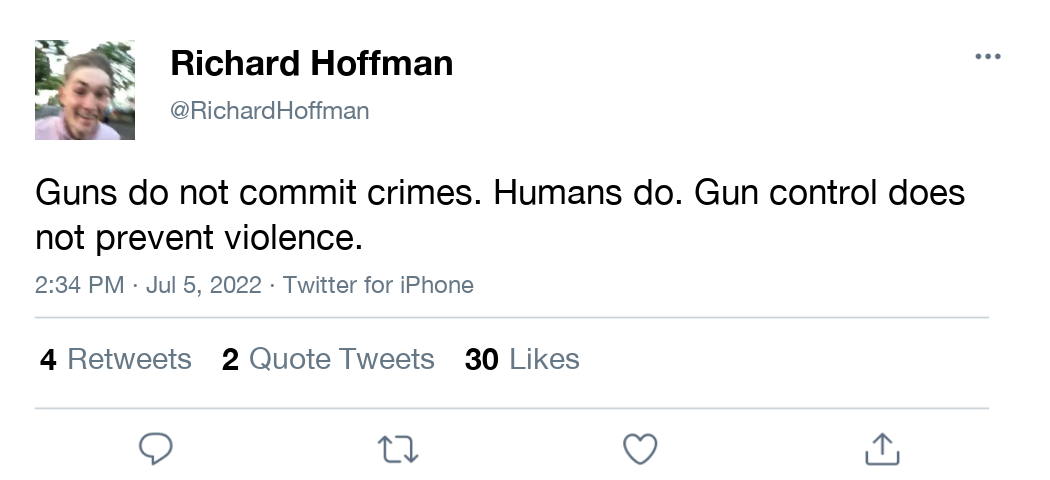 Richard Hoffman
@RichardHoffman
Guns do not commit crimes. Humans do. Gun control does
not prevent violence.
2:34 PM · Jul 5, 2022 · Twitter for iPhone
4 Retweets 2 Quote Tweets 30 Likes